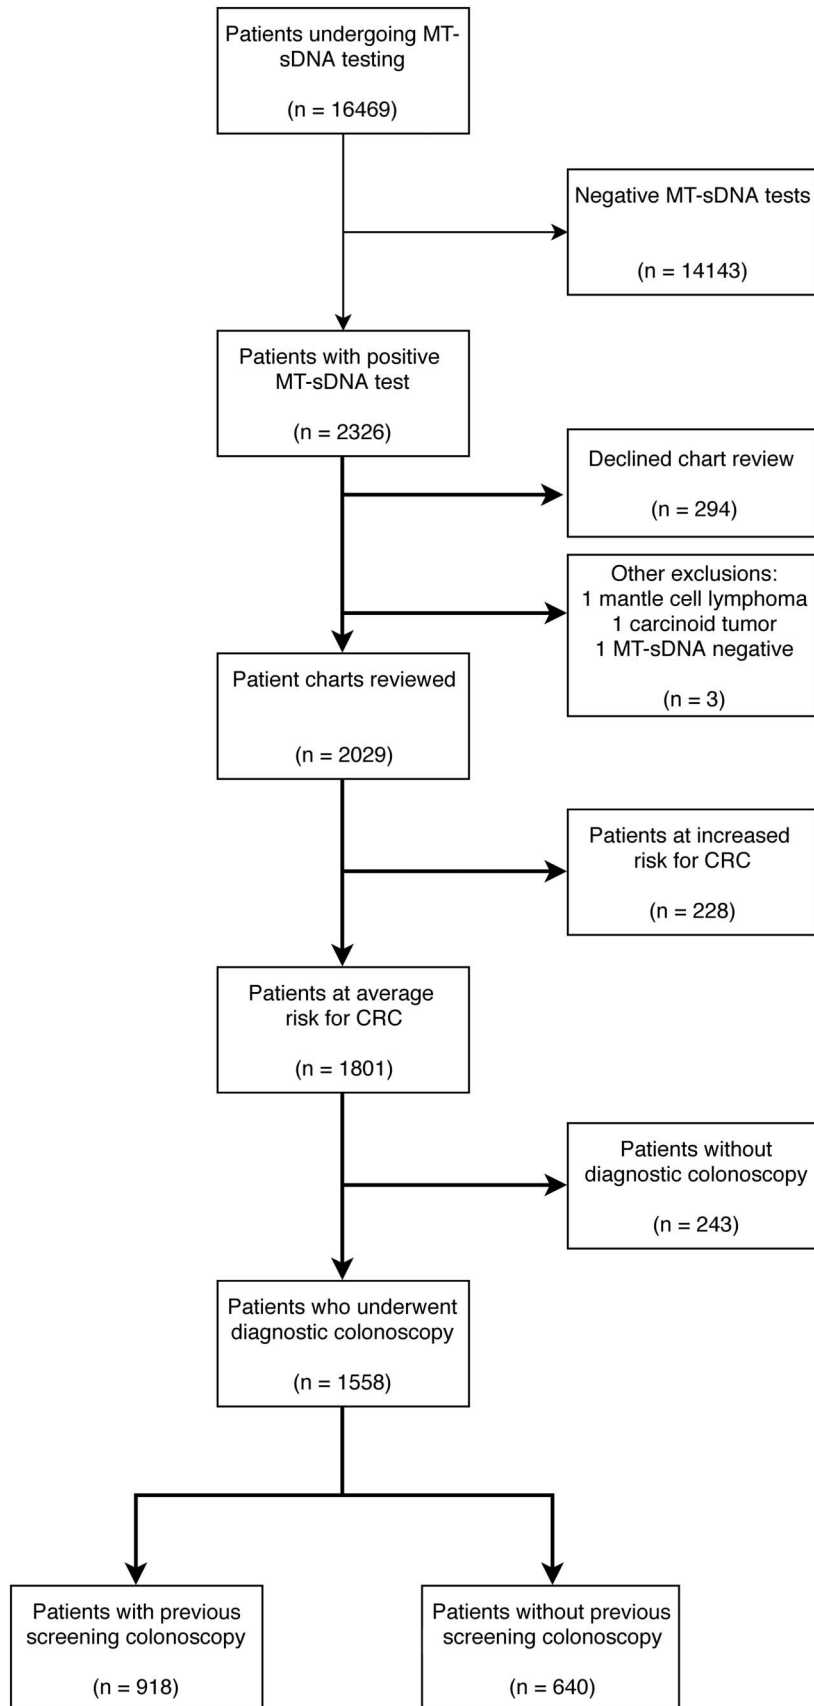 Patients undergoing MT-
sDNA testing
(n = 16469)
Negative MT-sDNA tests
(n = 14143)
Patients with positive
MT-sDNA test
(n = 2326)
Declined chart review
(n = 294)
Other exclusions:
1 mantle cell lymphoma
1 carcinoid tumor
1 MT-sDNA negative
(n = 3)
Patient charts reviewed
(n = 2029)
Patients at increased
risk for CRC
(n = 228)
Patients at average
risk for CRC
(n = 1801)
Patients without
diagnostic colonoscopy
(n = 243)
Patients who underwent
diagnostic colonoscopy
(n = 1558)
Patients with previous
screening colonoscopy
(n = 918)
Patients without previous
screening colonoscopy
(n = 640)